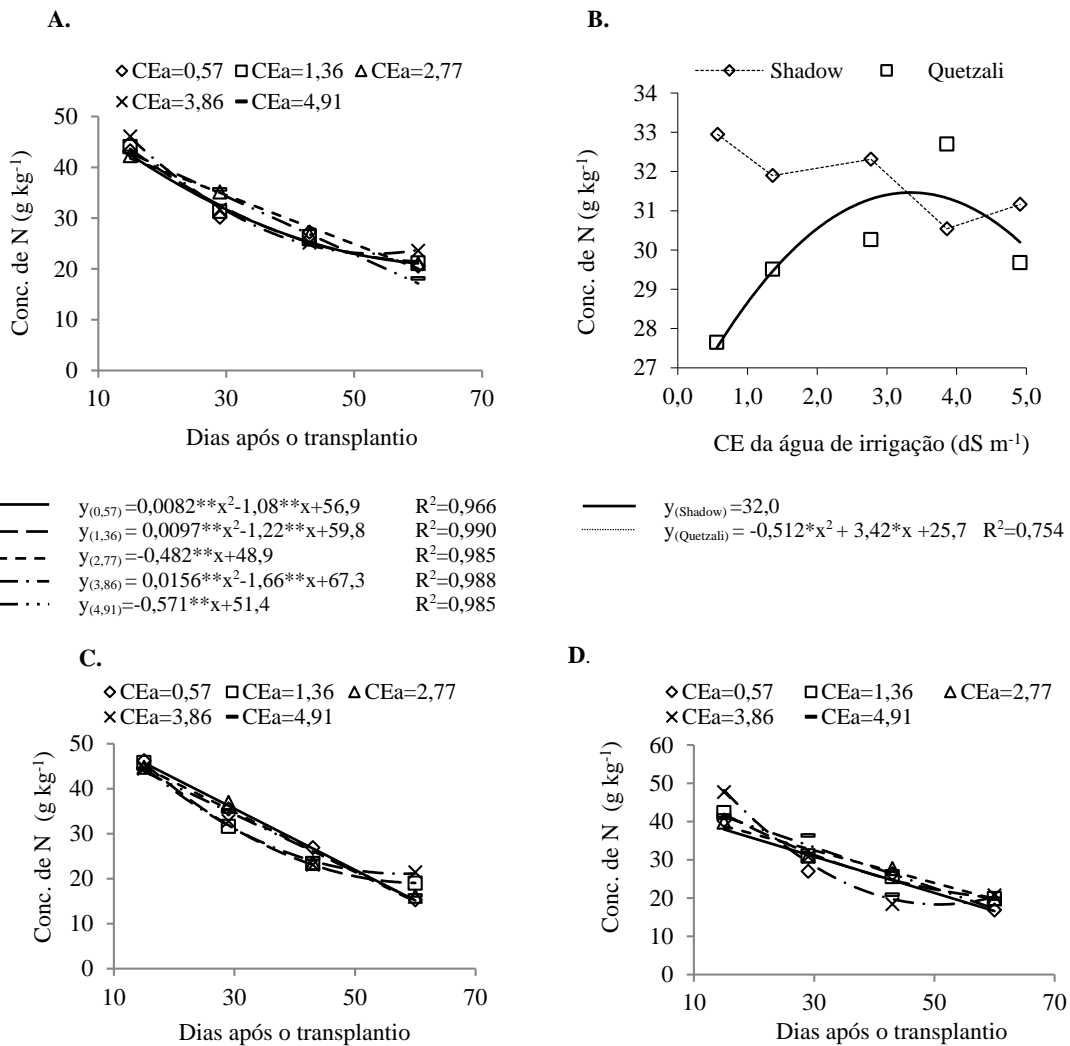 A.
◇CEa=0,57 □CEa=1,36 △CEa=2,77
×CEa=3,86 −CEa=4,91
Conc. de N (g kg-1)
50
40
30
20
10
0
10 30 50 70
Dias após o transplantio
B.
Shadow Quetzali
Conc. de N (g kg-1)
34
33
32
31
30
29
28
27
0,0 1,0 2,0 3,0 4,0 5,0
CE da água de irrigação (dS m-1)
y(0,57) =0,0082**x2-1,08**x+56,9 R2=0,966
y(1,36) = 0,0097**x2-1,22**x+59,8 R2=0,990
y(2,77)=-0,482**x+48,9 R2=0,985
y(3,86) = 0,0156**x2-1,66**x+67,3 R2=0,988
y(4,91)=-0,571**x+51,4 R2=0,985
y(Shadow) =32,0
y(Quetzali) = -0,512*x2 + 3,42*x +25,7 R2=0,754
C.
◇CEa=0,57 □CEa=1,36 △CEa=2,77
×CEa=3,86 −CEa=4,91
Conc. de N (g kg-1)
50
40
30
20
10
0
10 30 50 70
Dias após o transplantio
D.
◇CEa=0,57 □CEa=1,36 △CEa=2,77
×CEa=3,86 −CEa=4,91
Conc. de N (g kg-1)
60
50
40
30
20
10
0
10 30 50 70
Dias após o transplantio